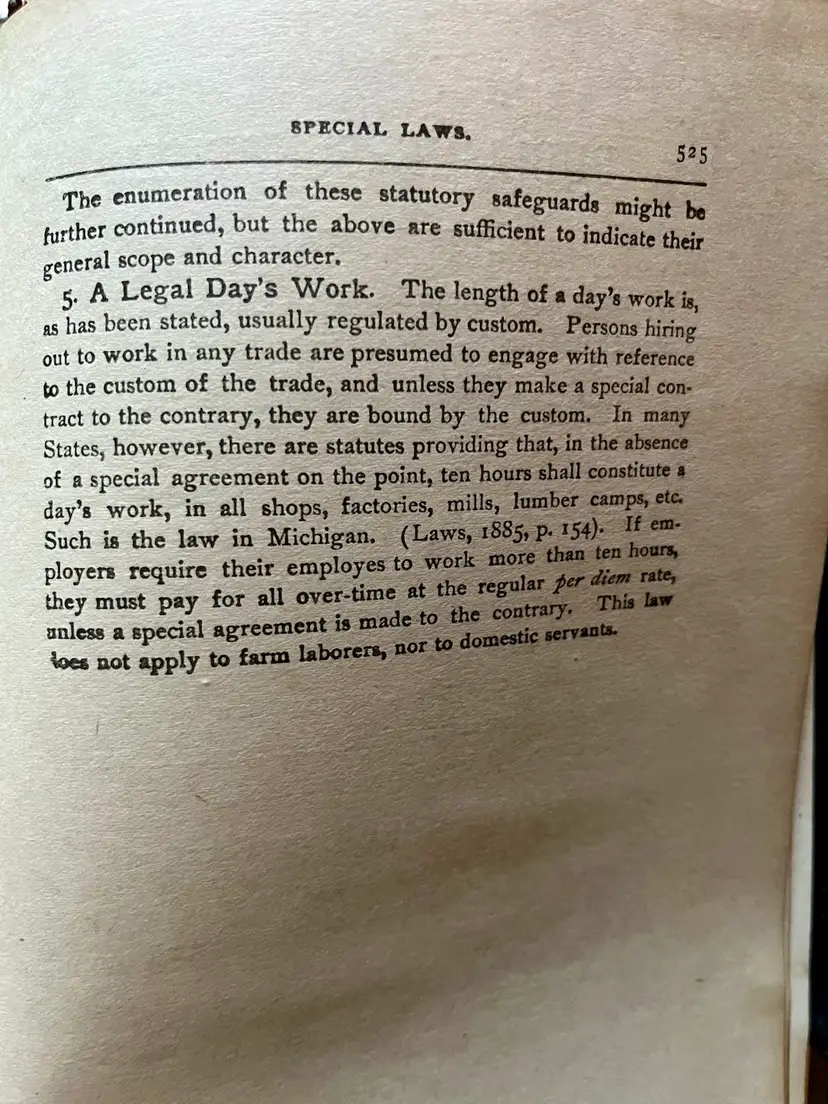 SPECIAL LAWS.
525
The enumeration of these statutory safeguards might be
further continued, but the above are sufficient to indicate their
general scope and character.
5. A Legal Day's Work. The length of a day's work is,
as has been stated, usually regulated by custom. Persons hiring
out to work in any trade are presumed to engage with reference
to the custom of the trade, and unless they make a special con-
tract to the contrary, they are bound by the custom. In many
States, however, there are statutes providing that, in the absence
of a special agreement on the point, ten hours shall constitute a
day's work, in all shops, factories, mills, lumber camps, etc.
Such is the law in Michigan. (Laws, 1885, p. 154). If em-
ployers require their employes to work more than ten hours,
they must pay for all over-time at the regular per diem rate,
unless a special agreement is made to the contrary. This law
does not apply to farm laborers, nor to domestic servants.